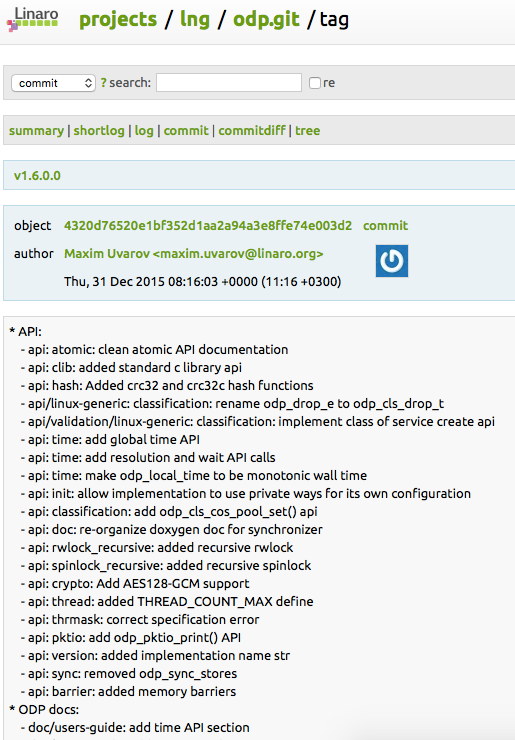 Linaro projects / lng / odp.git / tag
commit ? search: re
summary | shortlog | log | commit | commitdiff | tree
v1.6.0.0
object 4320d76520e1bf352d1aa2a94a3e8ffe74e003d2 commit
author Maxim Uvarov <maxim.uvarov@linaro.org>
Thu, 31 Dec 2015 08:16:03 +0000 (11:16 +0300)
* API:
- api: atomic: clean atomic API documentation
- api: clib: added standard c library api
- api: hash: Added crc32 and crc32c hash functions
- api/linux-generic: classification: rename odp_drop_e to odp_cls_drop_t
- api/validation/linux-generic: classification: implement class of service create api
- api: time: add global time API
- api: time: add resolution and wait API calls
- api: time: make odp_local_time to be monotonic wall time
- api: init: allow implementation to use private ways for its own configuration
- api: classification: add odp_cls_cos_pool_set() api
- api: doc: re-organize doxygen doc for synchronizer
- api: rwlock_recursive: added recursive rwlock
- api: spinlock_recursive: added recursive spinlock
- api: crypto: Add AES128-GCM support
- api: thread: added THREAD_COUNT_MAX define
- api: thrmask: correct specification error
- api: pktio: add odp_pktio_print() API
- api: version: added implementation name str
- api: sync: removed odp_sync_stores
- api: barrier: added memory barriers
* ODP docs:
- doc/users-guide: add time API section